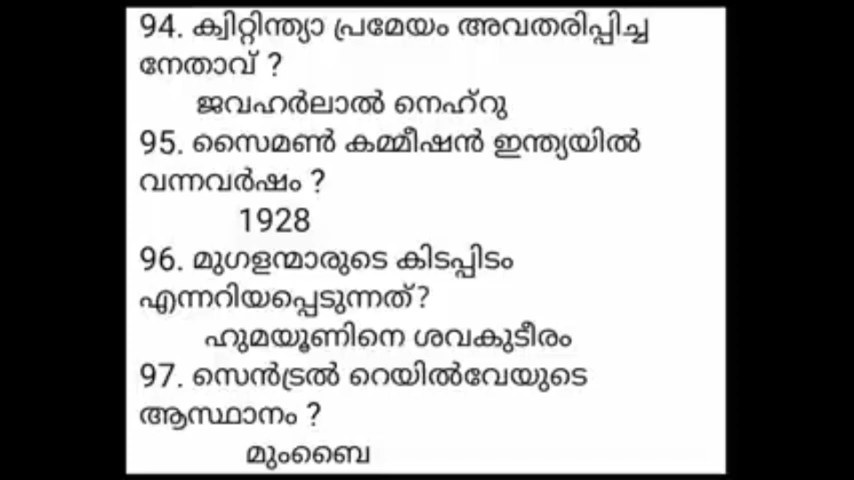 94. ക്വിറ്റിന്ത്യാ പ്രമേയം അവതരിപ്പിച്ച
നേതാവ് ?
ജവഹർലാൽ നെഹ്റു
95. സൈമൺ കമ്മീഷൻ ഇന്ത്യയിൽ
വന്നവർഷം ?
1928
96. മുഗളന്മാരുടെ കിടപ്പിടം
എന്നറിയപ്പെടുന്നത്?
ഹുമയൂണിനെ ശവകുടീരം
97. സെൻട്രൽ റെയിൽവേയുടെ
ആസ്ഥാനം ?
മുംബൈ